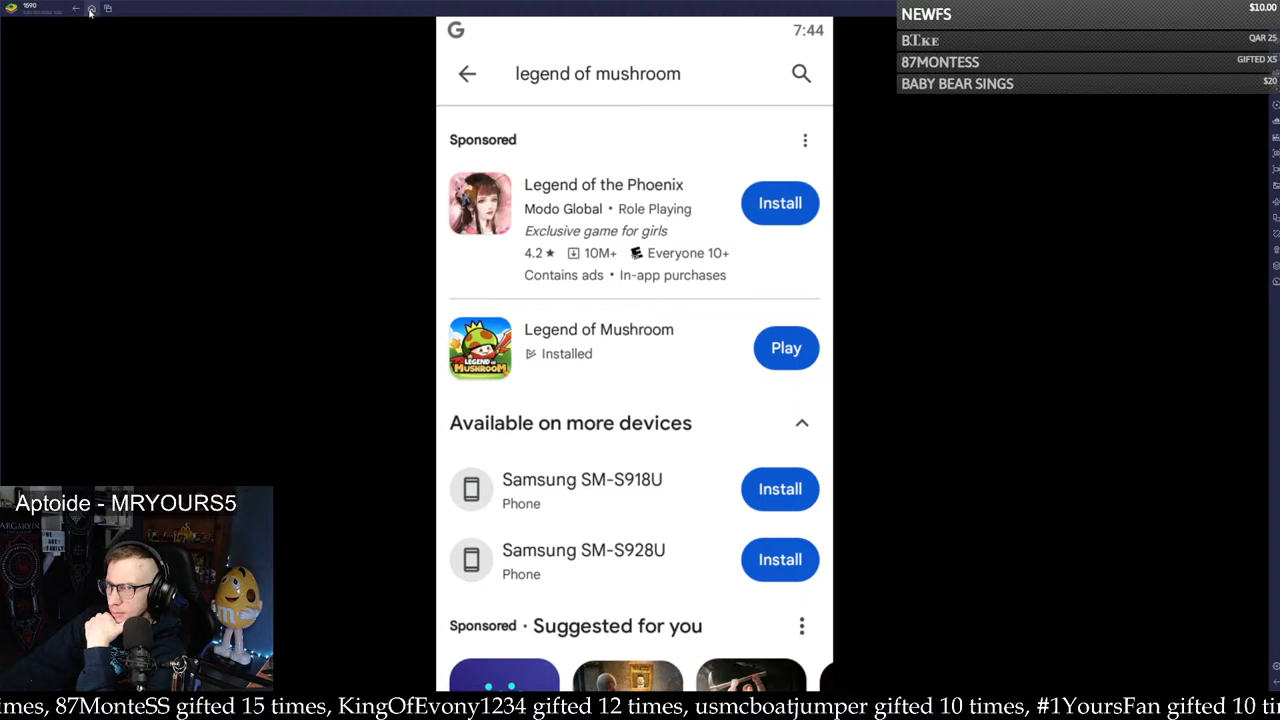 1590
G
7:44
legend of mushroom
Sponsored
Legend of the Phoenix
Modo Global • Role Playing
Exclusive game for girls
4.2 ★ 10M+ E Everyone 10+
Contains ads • In-app purchases
Install
Legend of Mushroom
Installed
Play
LEGEND OF
MUSHROOM
Available on more devices
Samsung SM-S918U
Phone
Install
Samsung SM-S928U
Phone
Install
Sponsored · Suggested for you
NEWFS $10.00
B.T.KE QAR 25
87MONTESS GIFTED X5
BABY BEAR SINGS $20
Aptoide - MRYOURS5
imes, 87MonteSS gifted 15 times, KingOfEvony1234 gifted 12 times, usmcboatjumper gifted 10 times, #1YoursFan gifted 10 ti